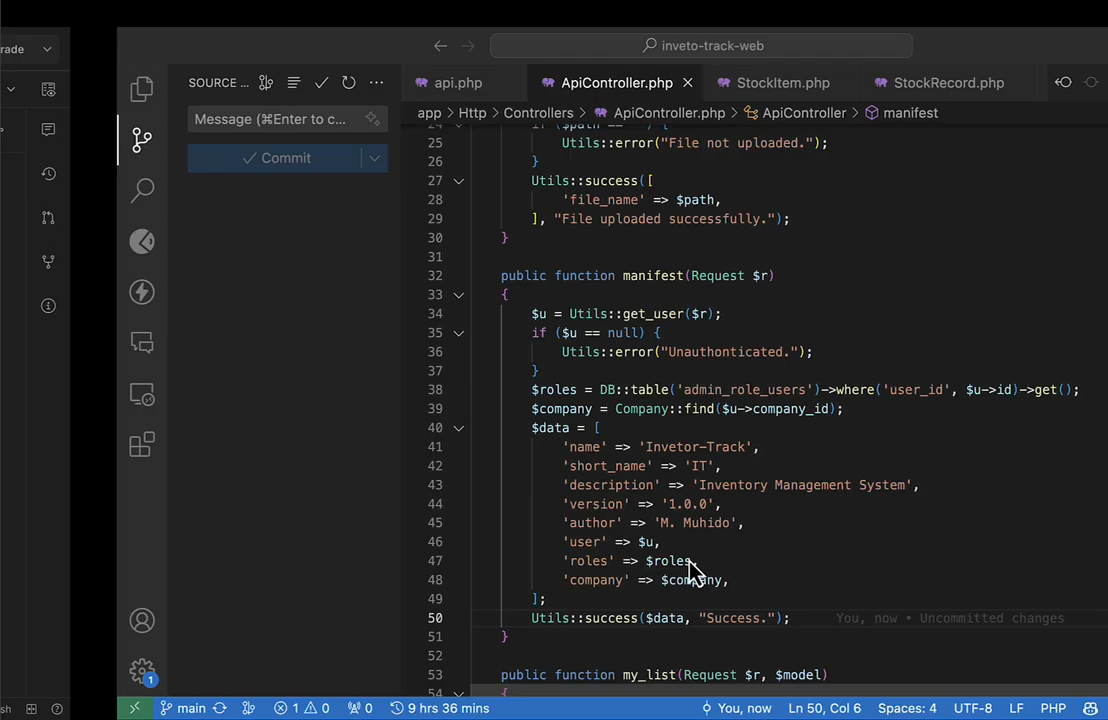 rade
inveto-track-web
SOURCE ...
api.php
ApiController.php
StockItem.php
StockRecord.php
Message (⌘Enter to c...
Commit
app > Http > Controllers > ApiController.php > ApiController > manifest
25 Utils::error("File not uploaded.");
26 }
27 Utils::success([
28 'file_name' => $path,
29 ], "File uploaded successfully.");
30 }
31
32 public function manifest(Request $r)
33 {
34 $u = Utils::get_user($r);
35 if ($u == null) {
36 Utils::error("Unauthonticated.");
37 }
38 $roles = DB::table('admin_role_users')->where('user_id', $u->id)->get();
39 $company = Company::find($u->company_id);
40 $data = [
41 'name' => 'Invetor-Track',
42 'short_name' => 'IT',
43 'description' => 'Inventory Management System',
44 'version' => '1.0.0',
45 'author' => 'M. Muhido',
46 'user' => $u,
47 'roles' => $roles,
48 'company' => $company,
49 ];
50 Utils::success($data, "Success."); You, now • Uncommitted changes
51 }
52
53 public function my_list(Request $r, $model)
54 {
1
sh
main
1 0
0
9 hrs 36 mins
You, now
Ln 50, Col 6
Spaces: 4
UTF-8
LF
PHP